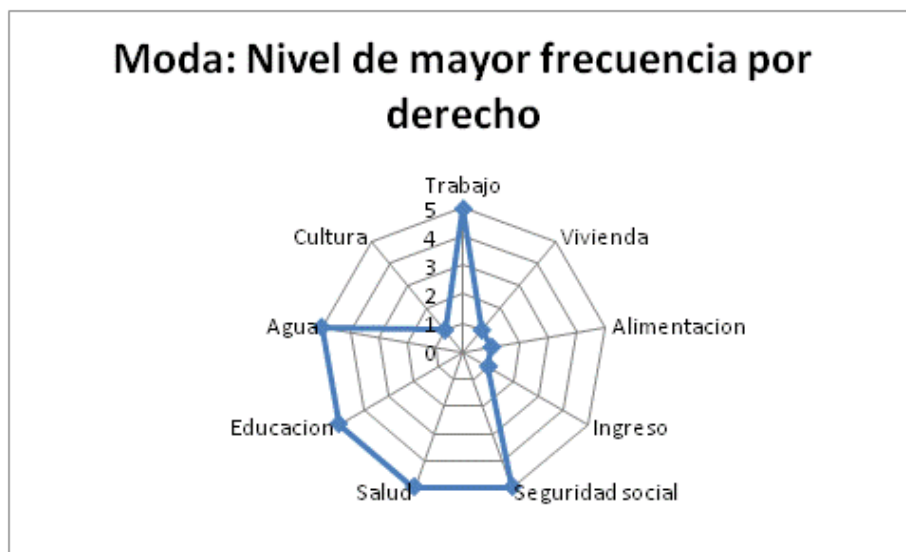 Moda: Nivel de mayor frecuencia por
derecho
Trabajo
Vivienda
Alimentacion
Ingreso
Seguridad social
Salud
Educacion
Agua
Cultura
5
4
3
2
1
0